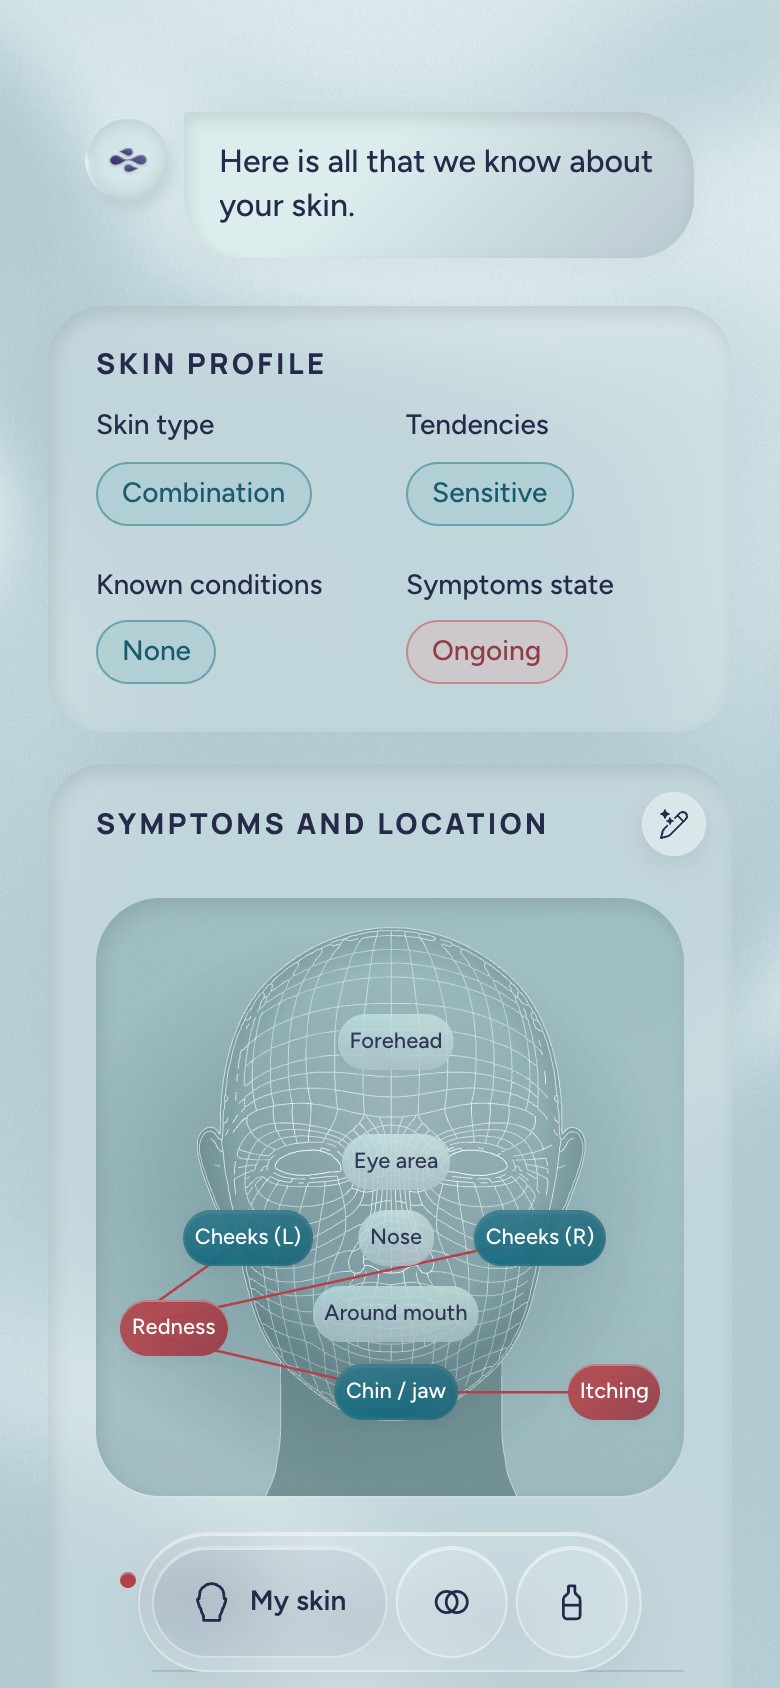 Here is all that we know about
your skin.
SKIN PROFILE
Skin type
Tendencies
Combination
Sensitive
Known conditions
Symptoms state
None
Ongoing
SYMPTOMS AND LOCATION
Forehead
Eye area
Cheeks (L)
Nose
Cheeks (R)
Around mouth
Redness
Chin / jaw
Itching
My skin